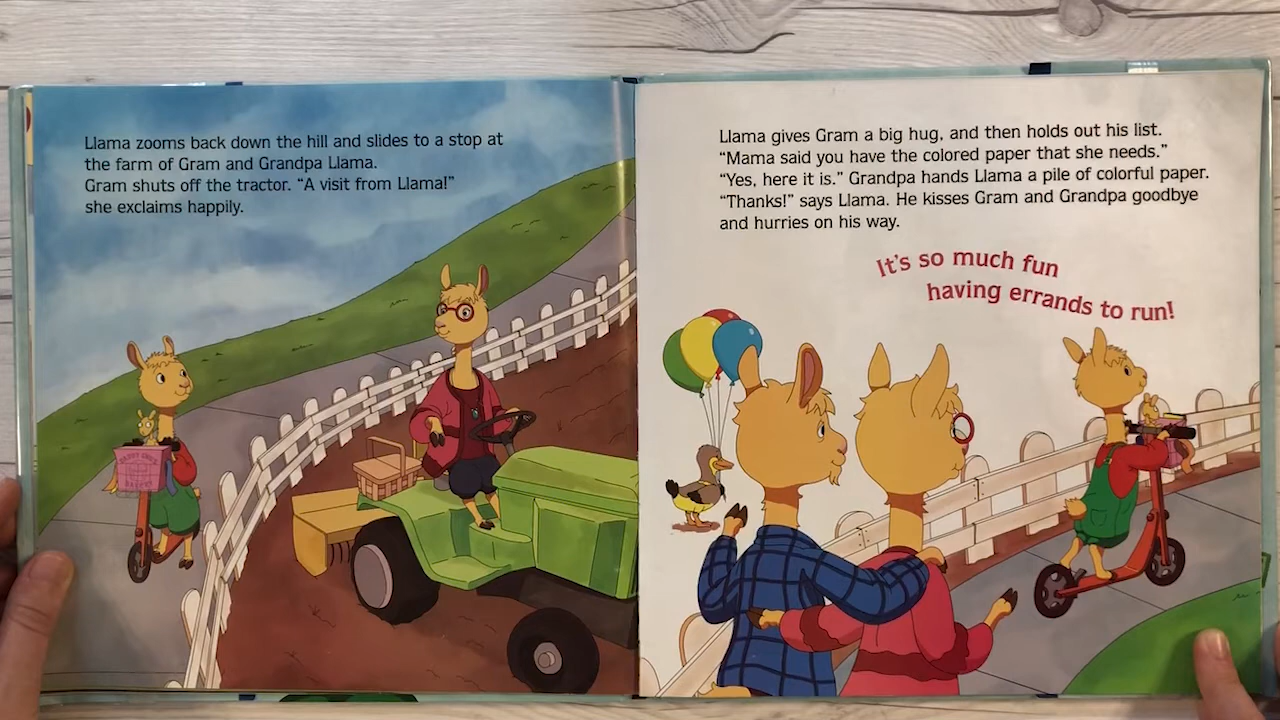 Llama zooms back down the hill and slides to a stop at
the farm of Gram and Grandpa Llama.
Gram shuts off the tractor. “A visit from Llama!”
she exclaims happily.
Llama gives Gram a big hug, and then holds out his list.
“Mama said you have the colored paper that she needs.”
“Yes, here it is.” Grandpa hands Llama a pile of colorful paper.
“Thanks!” says Llama. He kisses Gram and Grandpa goodbye
and hurries on his way.
It’s so much fun
having errands to run!